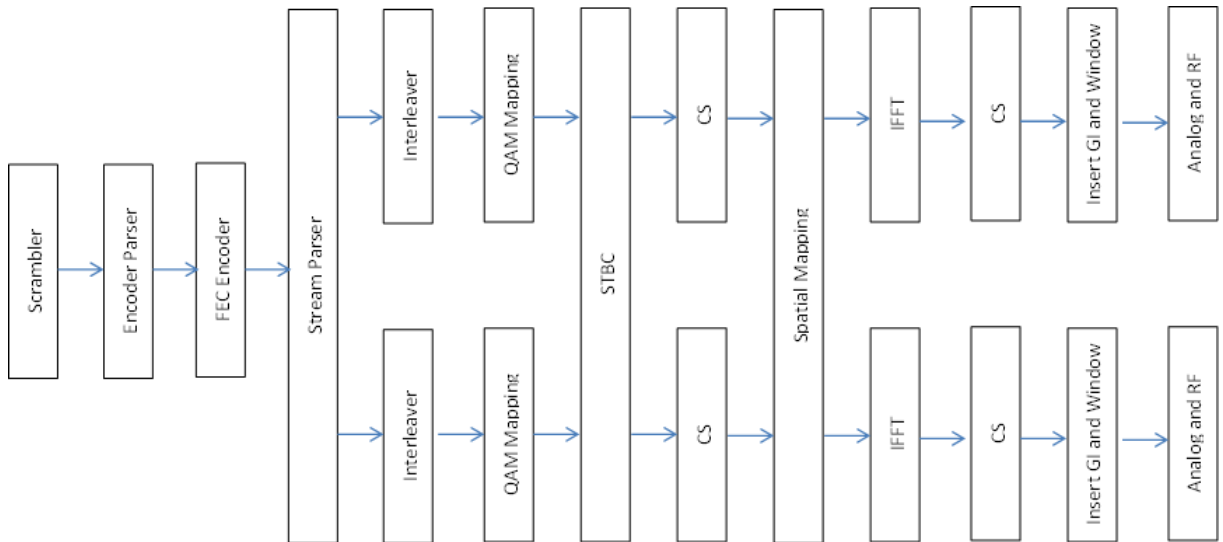 Scrambler
Encoder Parser
FEC Encoder
Stream Parser
Interleaver
QAM Mapping
STBC
CS
Spatial Mapping
IFFT
CS
Insert GI and Window
Analog and RF
Interleaver
QAM Mapping
CS
IFFT
CS
Insert GI and Window
Analog and RF